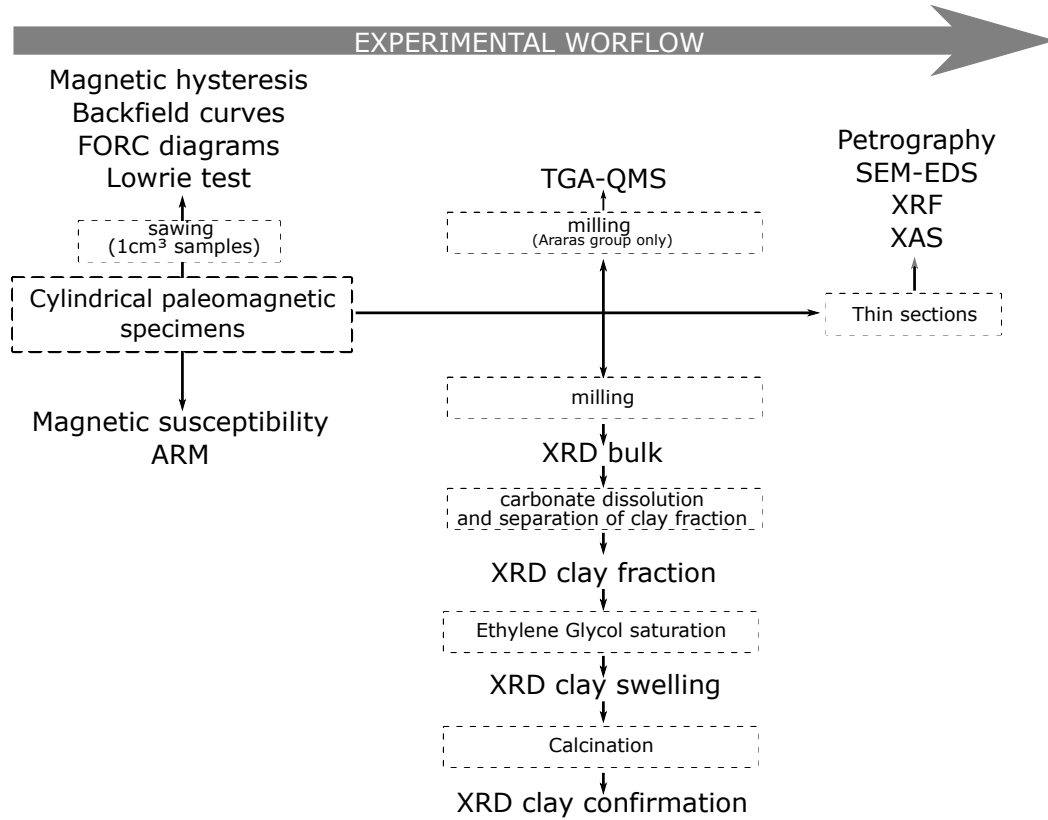 EXPERIMENTAL WORFLOW
Magnetic hysteresis
Backfield curves
FORC diagrams
Lowrie test
sawing
(1cm³ samples)
Cylindrical paleomagnetic
specimens
Magnetic susceptibility
ARM
TGA-QMS
milling
(Araras group only)
milling
XRD bulk
carbonate dissolution
and separation of clay fraction
XRD clay fraction
Ethylene Glycol saturation
XRD clay swelling
Calcination
XRD clay confirmation
Petrography
SEM-EDS
XRF
XAS
Thin sections